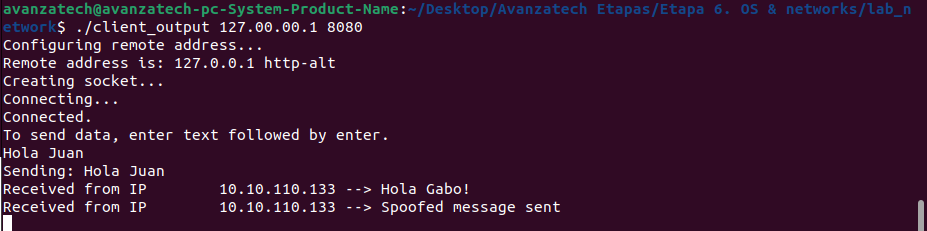 avanzatech@avanzatech-pc-System-Product-Name:~/Desktop/Avanzatech Etapas/Etapa 6. OS & networks/lab_n
etwork$ ./client_output 127.00.00.1 8080
Configuring remote address...
Remote address is: 127.0.0.1 http-alt
Creating socket...
Connecting...
Connected.
To send data, enter text followed by enter.
Hola Juan
Sending: Hola Juan
Received from IP        10.10.110.133 --> Hola Gabo!
Received from IP        10.10.110.133 --> Spoofed message sent